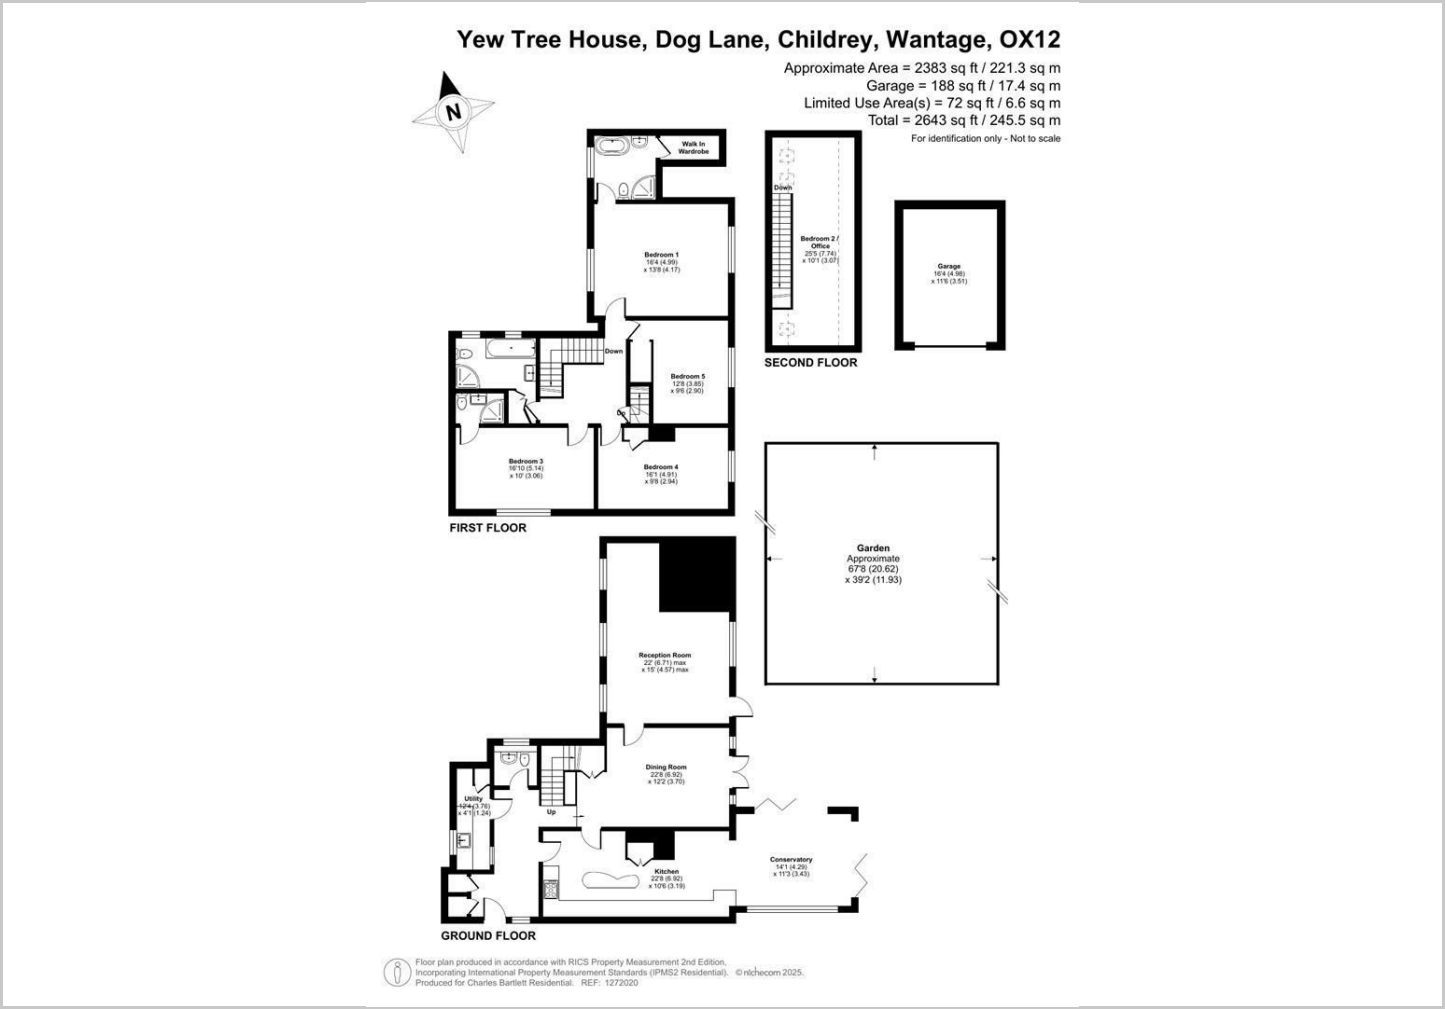 Yew Tree House, Dog Lane, Childrey, Wantage, OX12
Approximate Area = 2383 sq ft / 221.3 sq m
Garage = 188 sq ft / 17.4 sq m
Limited Use Area(s) = 72 sq ft / 6.6 sq m
Total = 2643 sq ft / 245.5 sq m
For identification only - Not to scale
N
Walk In
Wardrobe
Bedroom 1
16'4 (4.99)
x 13'8 (4.17)
Down
Bedroom 5
12'8 (3.85)
x 9'6 (2.90)
Up
Bedroom 3
16'10 (5.14)
x 10' (3.06)
Bedroom 4
16'1 (4.91)
x 9'8 (2.94)
FIRST FLOOR
Down
Bedroom 2 /
Office
25'5 (7.74)
x 10'1 (3.07)
SECOND FLOOR
Garage
16'4 (4.98)
x 11'6 (3.51)
Garden
Approximate
67'8 (20.62)
x 39'2 (11.93)
Reception Room
22' (6.71) max
x 15' (4.57) max
Dining Room
22'8 (6.92)
x 12'2 (3.70)
Utility
12'4 (3.76)
x 4'1 (1.24)
Up
Kitchen
22'8 (6.92)
x 10'6 (3.19)
Conservatory
14'1 (4.29)
x 11'3 (3.43)
GROUND FLOOR
Floor plan produced in accordance with RICS Property Measurement 2nd Edition,
Incorporating International Property Measurement Standards (IPMS2 Residential). © nichecom 2025.
Produced for Charles Bartlett Residential. REF: 1272020